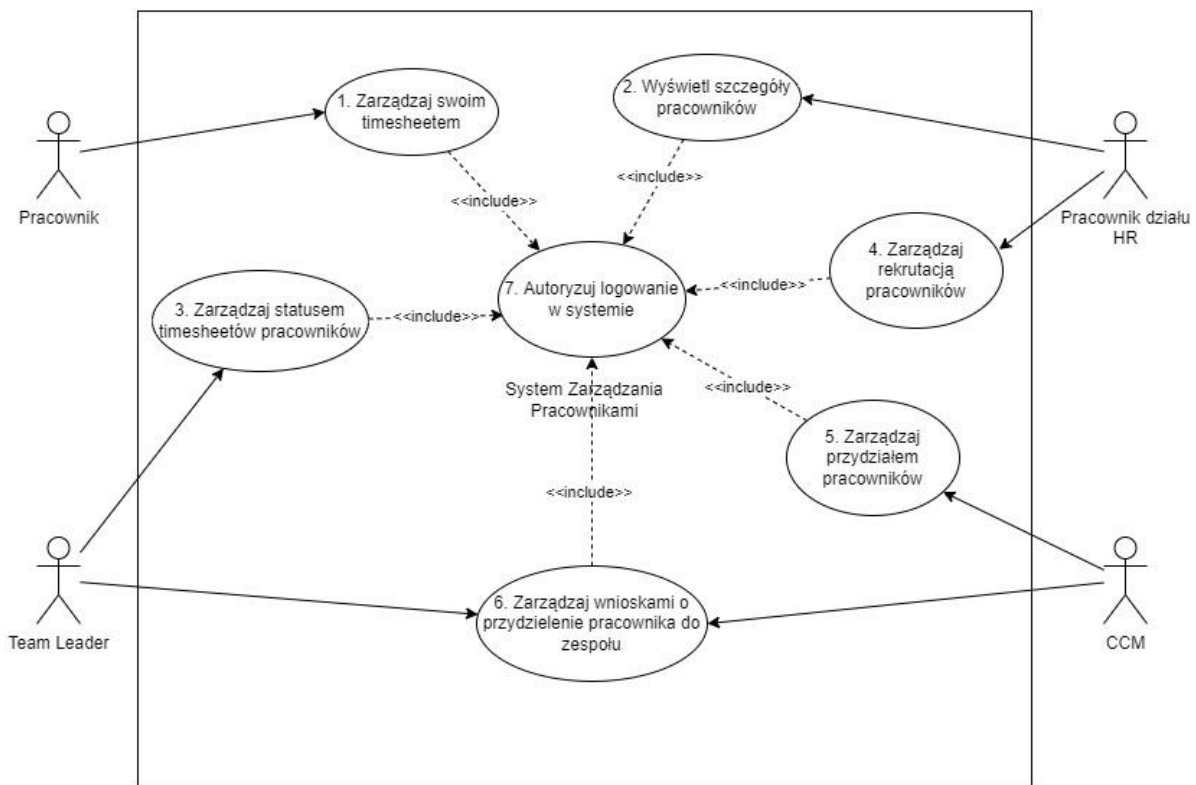 1. Zarządzaj swoim
timesheetem
2. Wyświetl szczegóły
pracowników
<<include>>
<<include>>
Pracownik
Pracownik działu
HR
3. Zarządzaj statusem
timesheetów pracowników
<<include>>
7. Autoryzuj logowanie
w systemie
<<include>>
4. Zarządzaj
rekrutacją
pracowników
System Zarządzania
Pracownikami
<<include>>
5. Zarządzaj
przydziałem
pracowników
<<include>>
Team Leader
6. Zarządzaj wnioskami o
przydzielenie pracownika do
zespołu
CCM